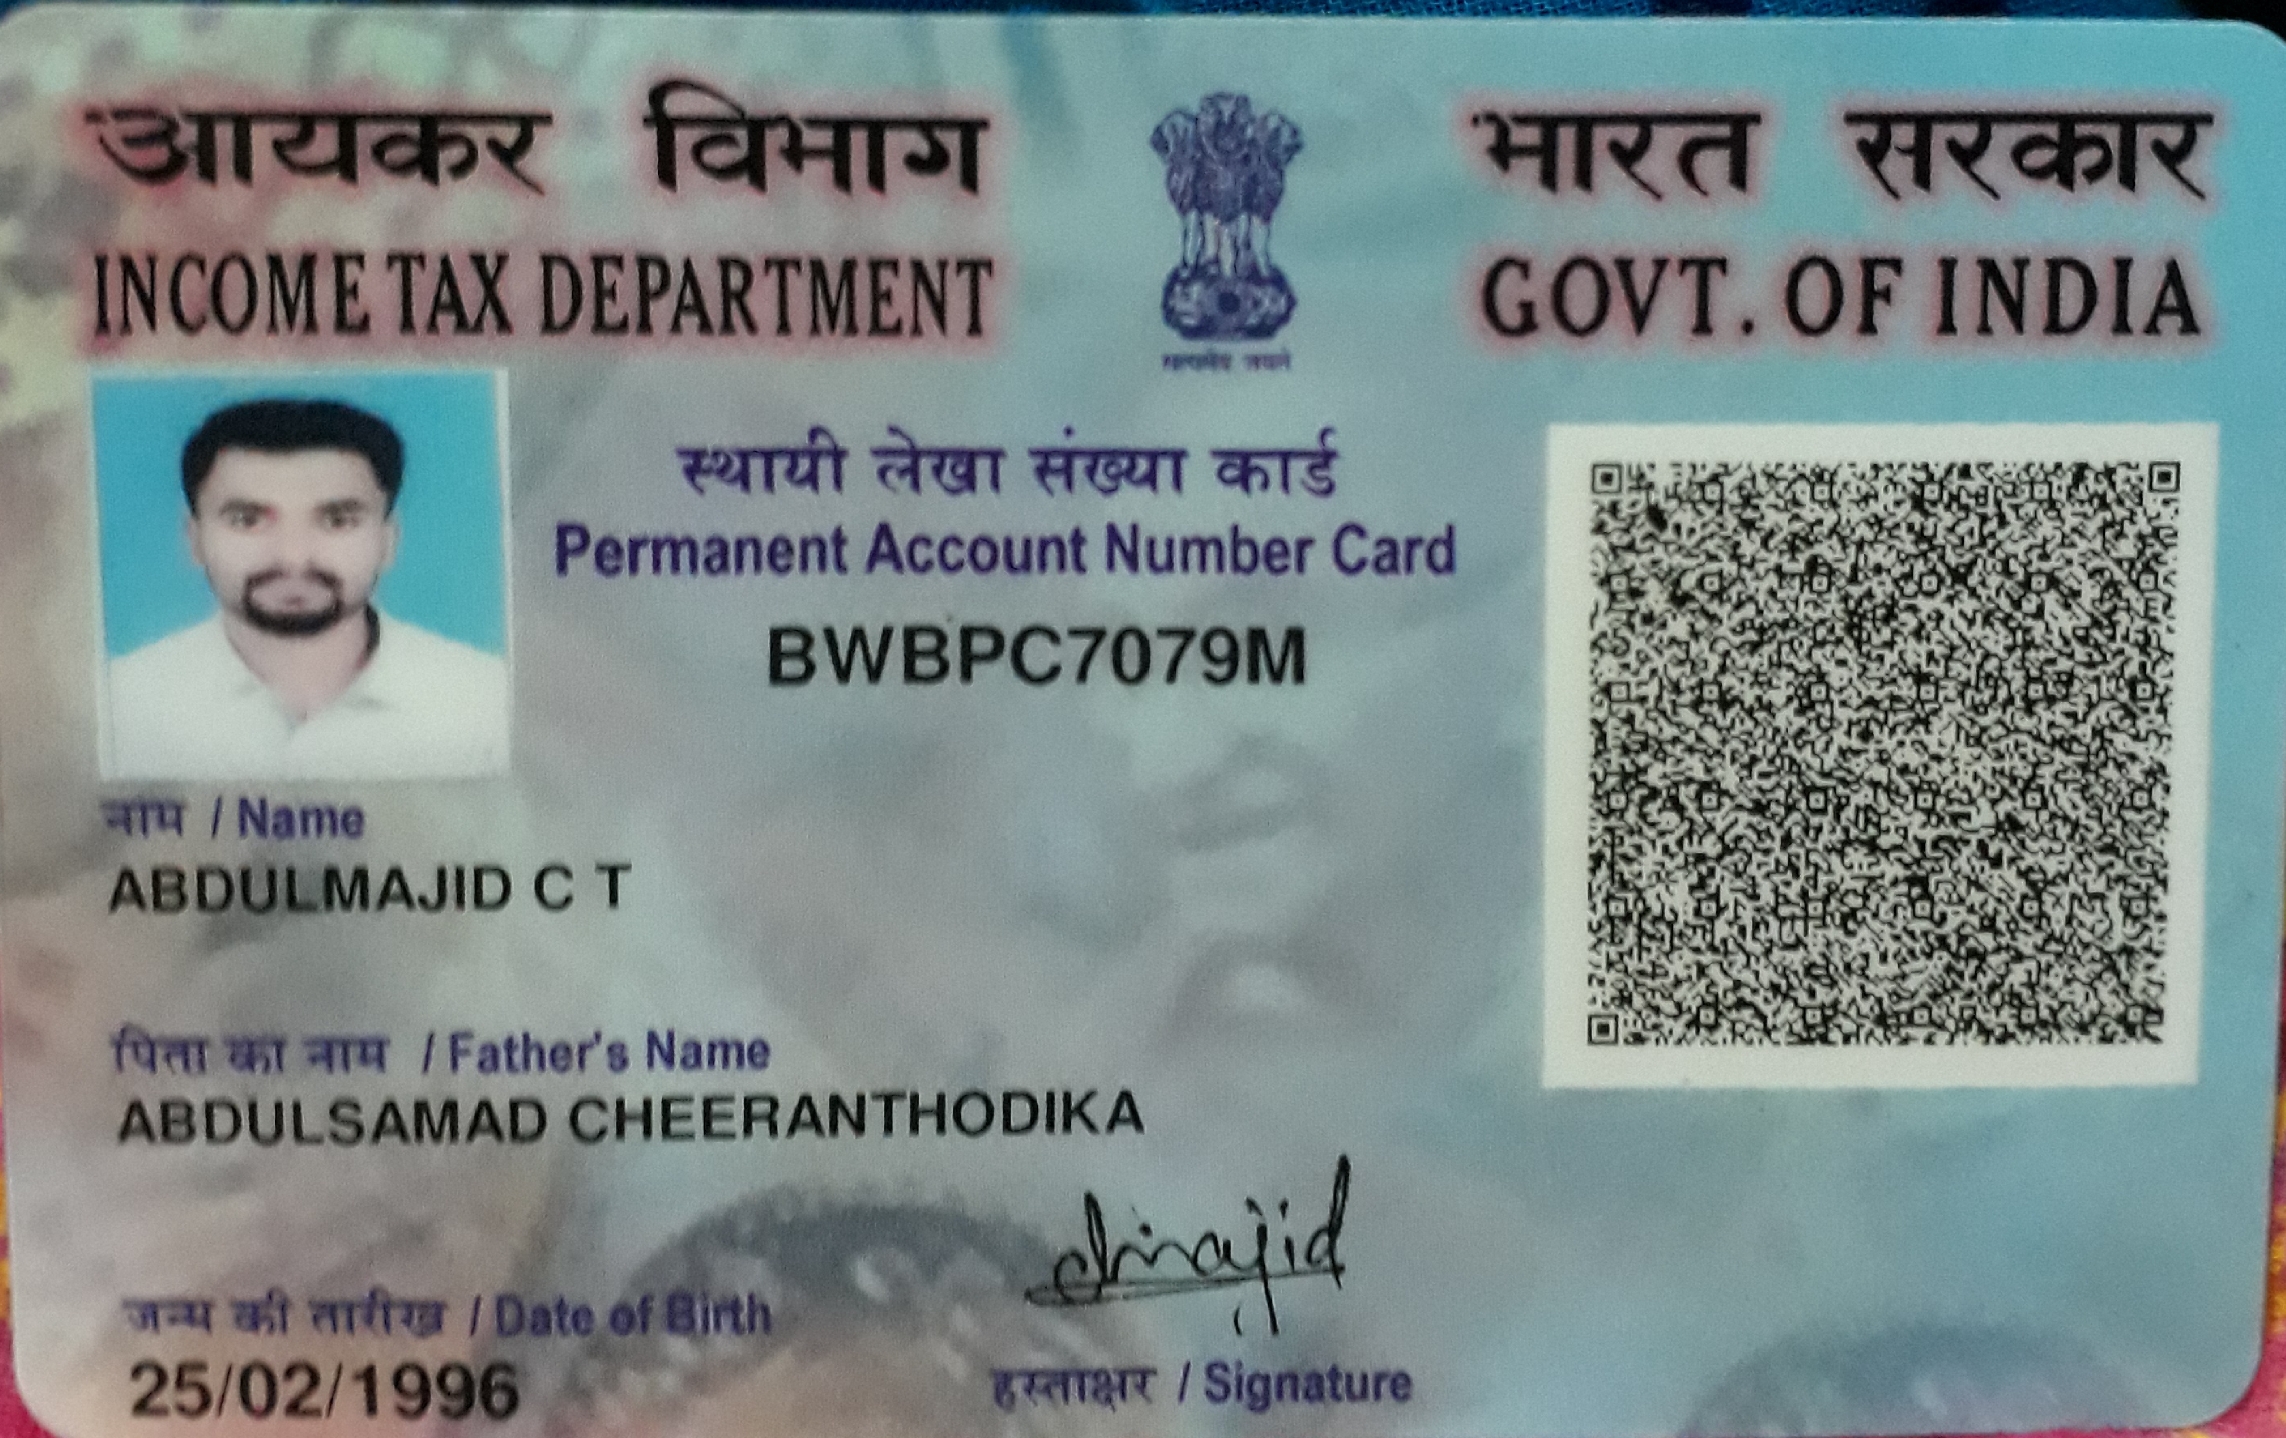 आयकर विभाग
INCOME TAX DEPARTMENT
भारत सरकार
GOVT. OF INDIA
सत्यमेव जयते
स्थायी लेखा संख्या कार्ड
Permanent Account Number Card
BWBPC7079M
नाम / Name
ABDULMAJID C T
पिता का नाम / Father's Name
ABDULSAMAD CHEERANTHODIKA
जन्म की तारीख / Date of Birth
25/02/1996
majid
हस्ताक्षर / Signature